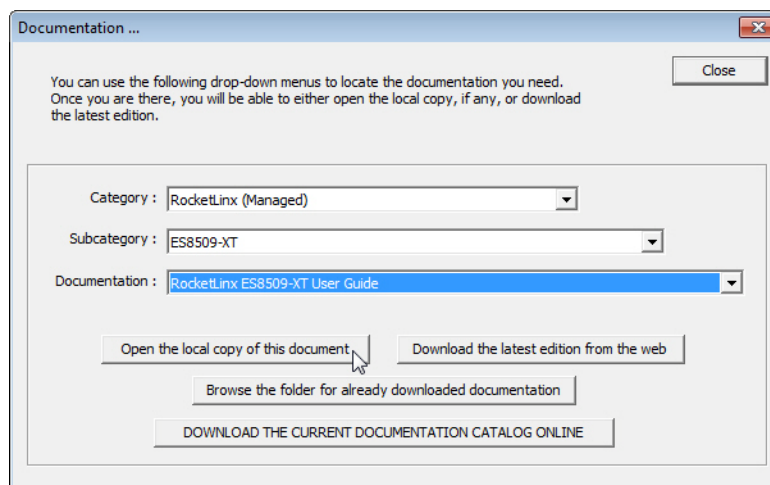 Documentation ...
Close
You can use the following drop-down menus to locate the documentation you need.
Once you are there, you will be able to either open the local copy, if any, or download
the latest edition.
Category : RocketLinx (Managed)
Subcategory : ES8509-XT
Documentation : RocketLinx ES8509-XT User Guide
Open the local copy of this document Download the latest edition from the web
Browse the folder for already downloaded documentation
DOWNLOAD THE CURRENT DOCUMENTATION CATALOG ONLINE